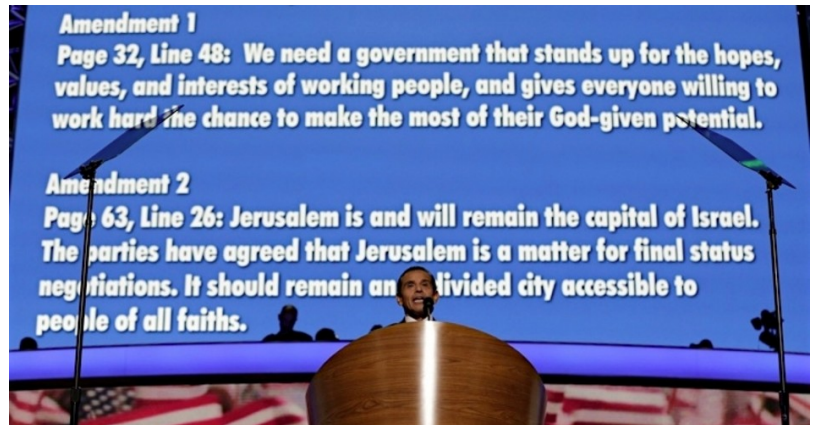 Amendment 1
Page 32, Line 48: We need a government that stands up for the hopes,
values, and interests of working people, and gives everyone willing to
work hard the chance to make the most of their God-given potential.
Amendment 2
Page 63, Line 26: Jerusalem is and will remain the capital of Israel.
The parties have agreed that Jerusalem is a matter for final status
negotiations. It should remain an city accessible to
people of all faiths.